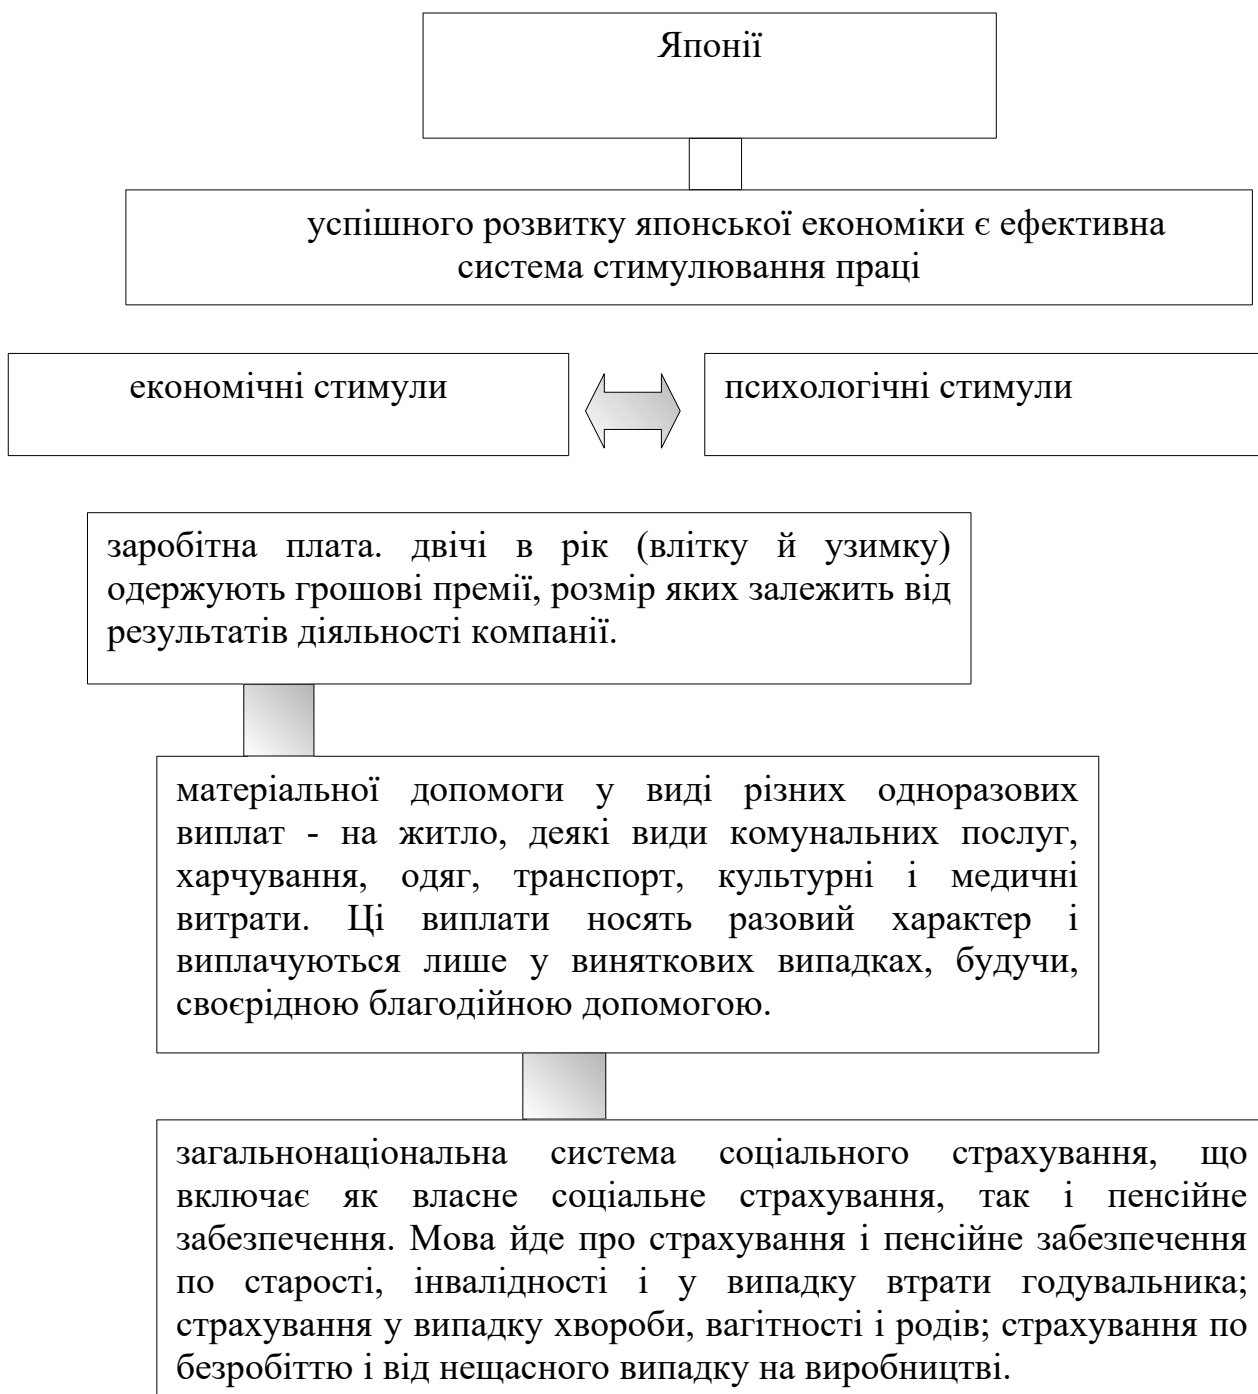 Японії
успішного розвитку японської економіки є ефективна
система стимулювання праці
економічні стимули
психологічні стимули
заробітна плата. двічі в рік (влітку й узимку)
одержують грошові премії, розмір яких залежить від
результатів діяльності компанії.
матеріальної допомоги у виді різних одноразових
виплат - на житло, деякі види комунальних послуг,
харчування, одяг, транспорт, культурні і медичні
витрати. Ці виплати носять разовий характер і
виплачуються лише у виняткових випадках, будучи,
своєрідною благодійною допомогою.
загальнонаціональна система соціального страхування, що
включає як власне соціальне страхування, так і пенсійне
забезпечення. Мова йде про страхування і пенсійне забезпечення
по старості, інвалідності і у випадку втрати годувальника;
страхування у випадку хвороби, вагітності і родів; страхування по
безробіттю і від нещасного випадку на виробництві.